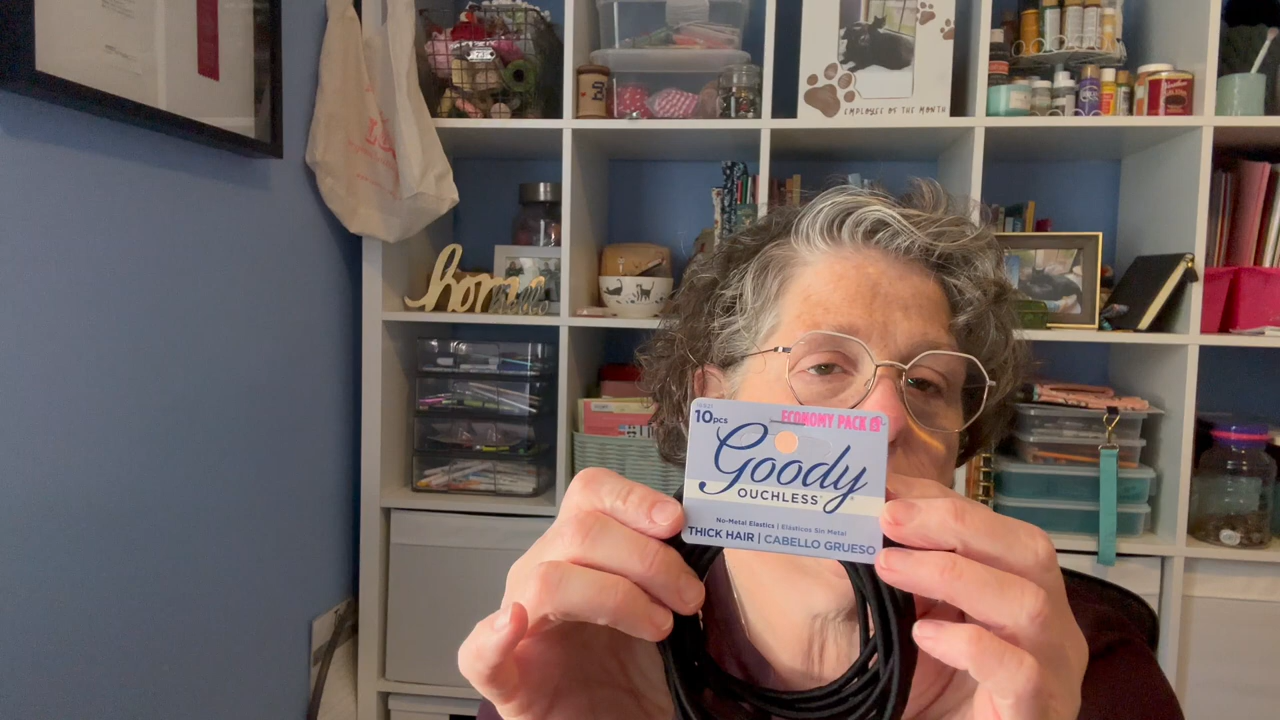 EMPLOYEE OF THE MONTH
home
hello
10pcs
ECONOMY PACK
Goody
OUCHLESS
No-Metal Elastics | Elásticos Sin Metal
THICK HAIR | CABELLO GRUESO